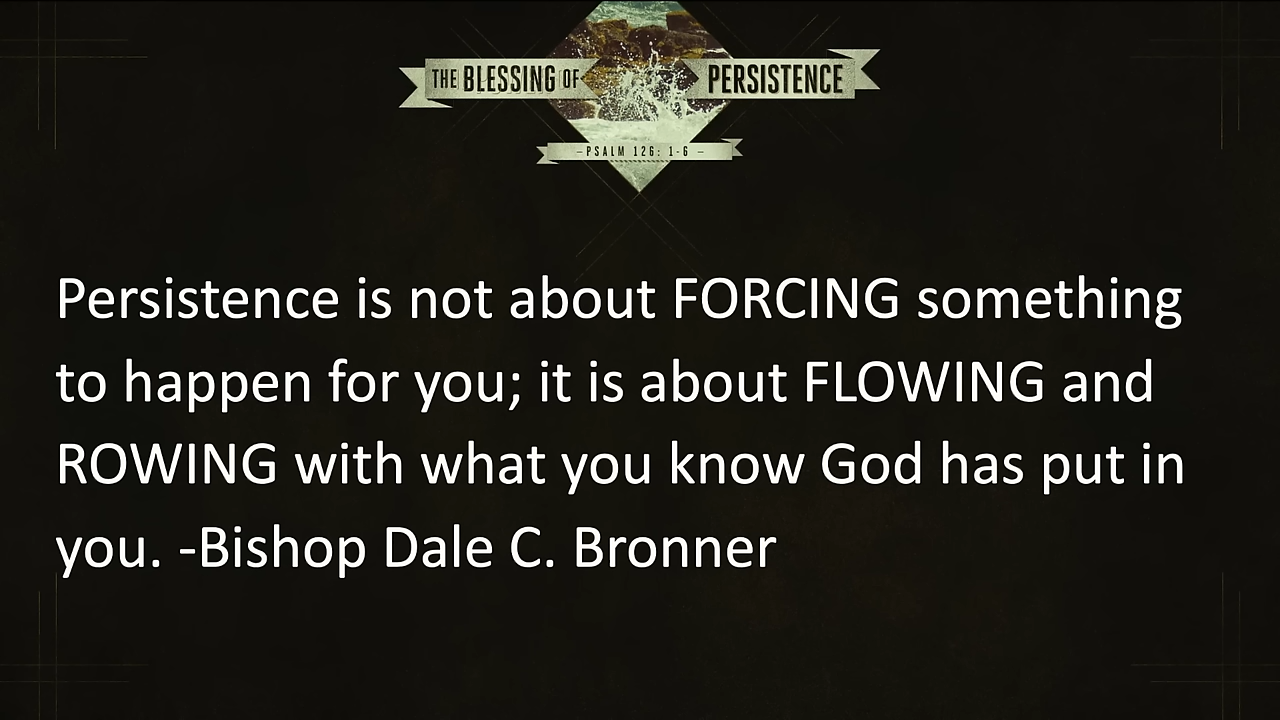 THE BLESSING OF PERSISTENCE
–PSALM 126: 1-6 –
Persistence is not about FORCING something
to happen for you; it is about FLOWING and
ROWING with what you know God has put in
you. -Bishop Dale C. Bronner